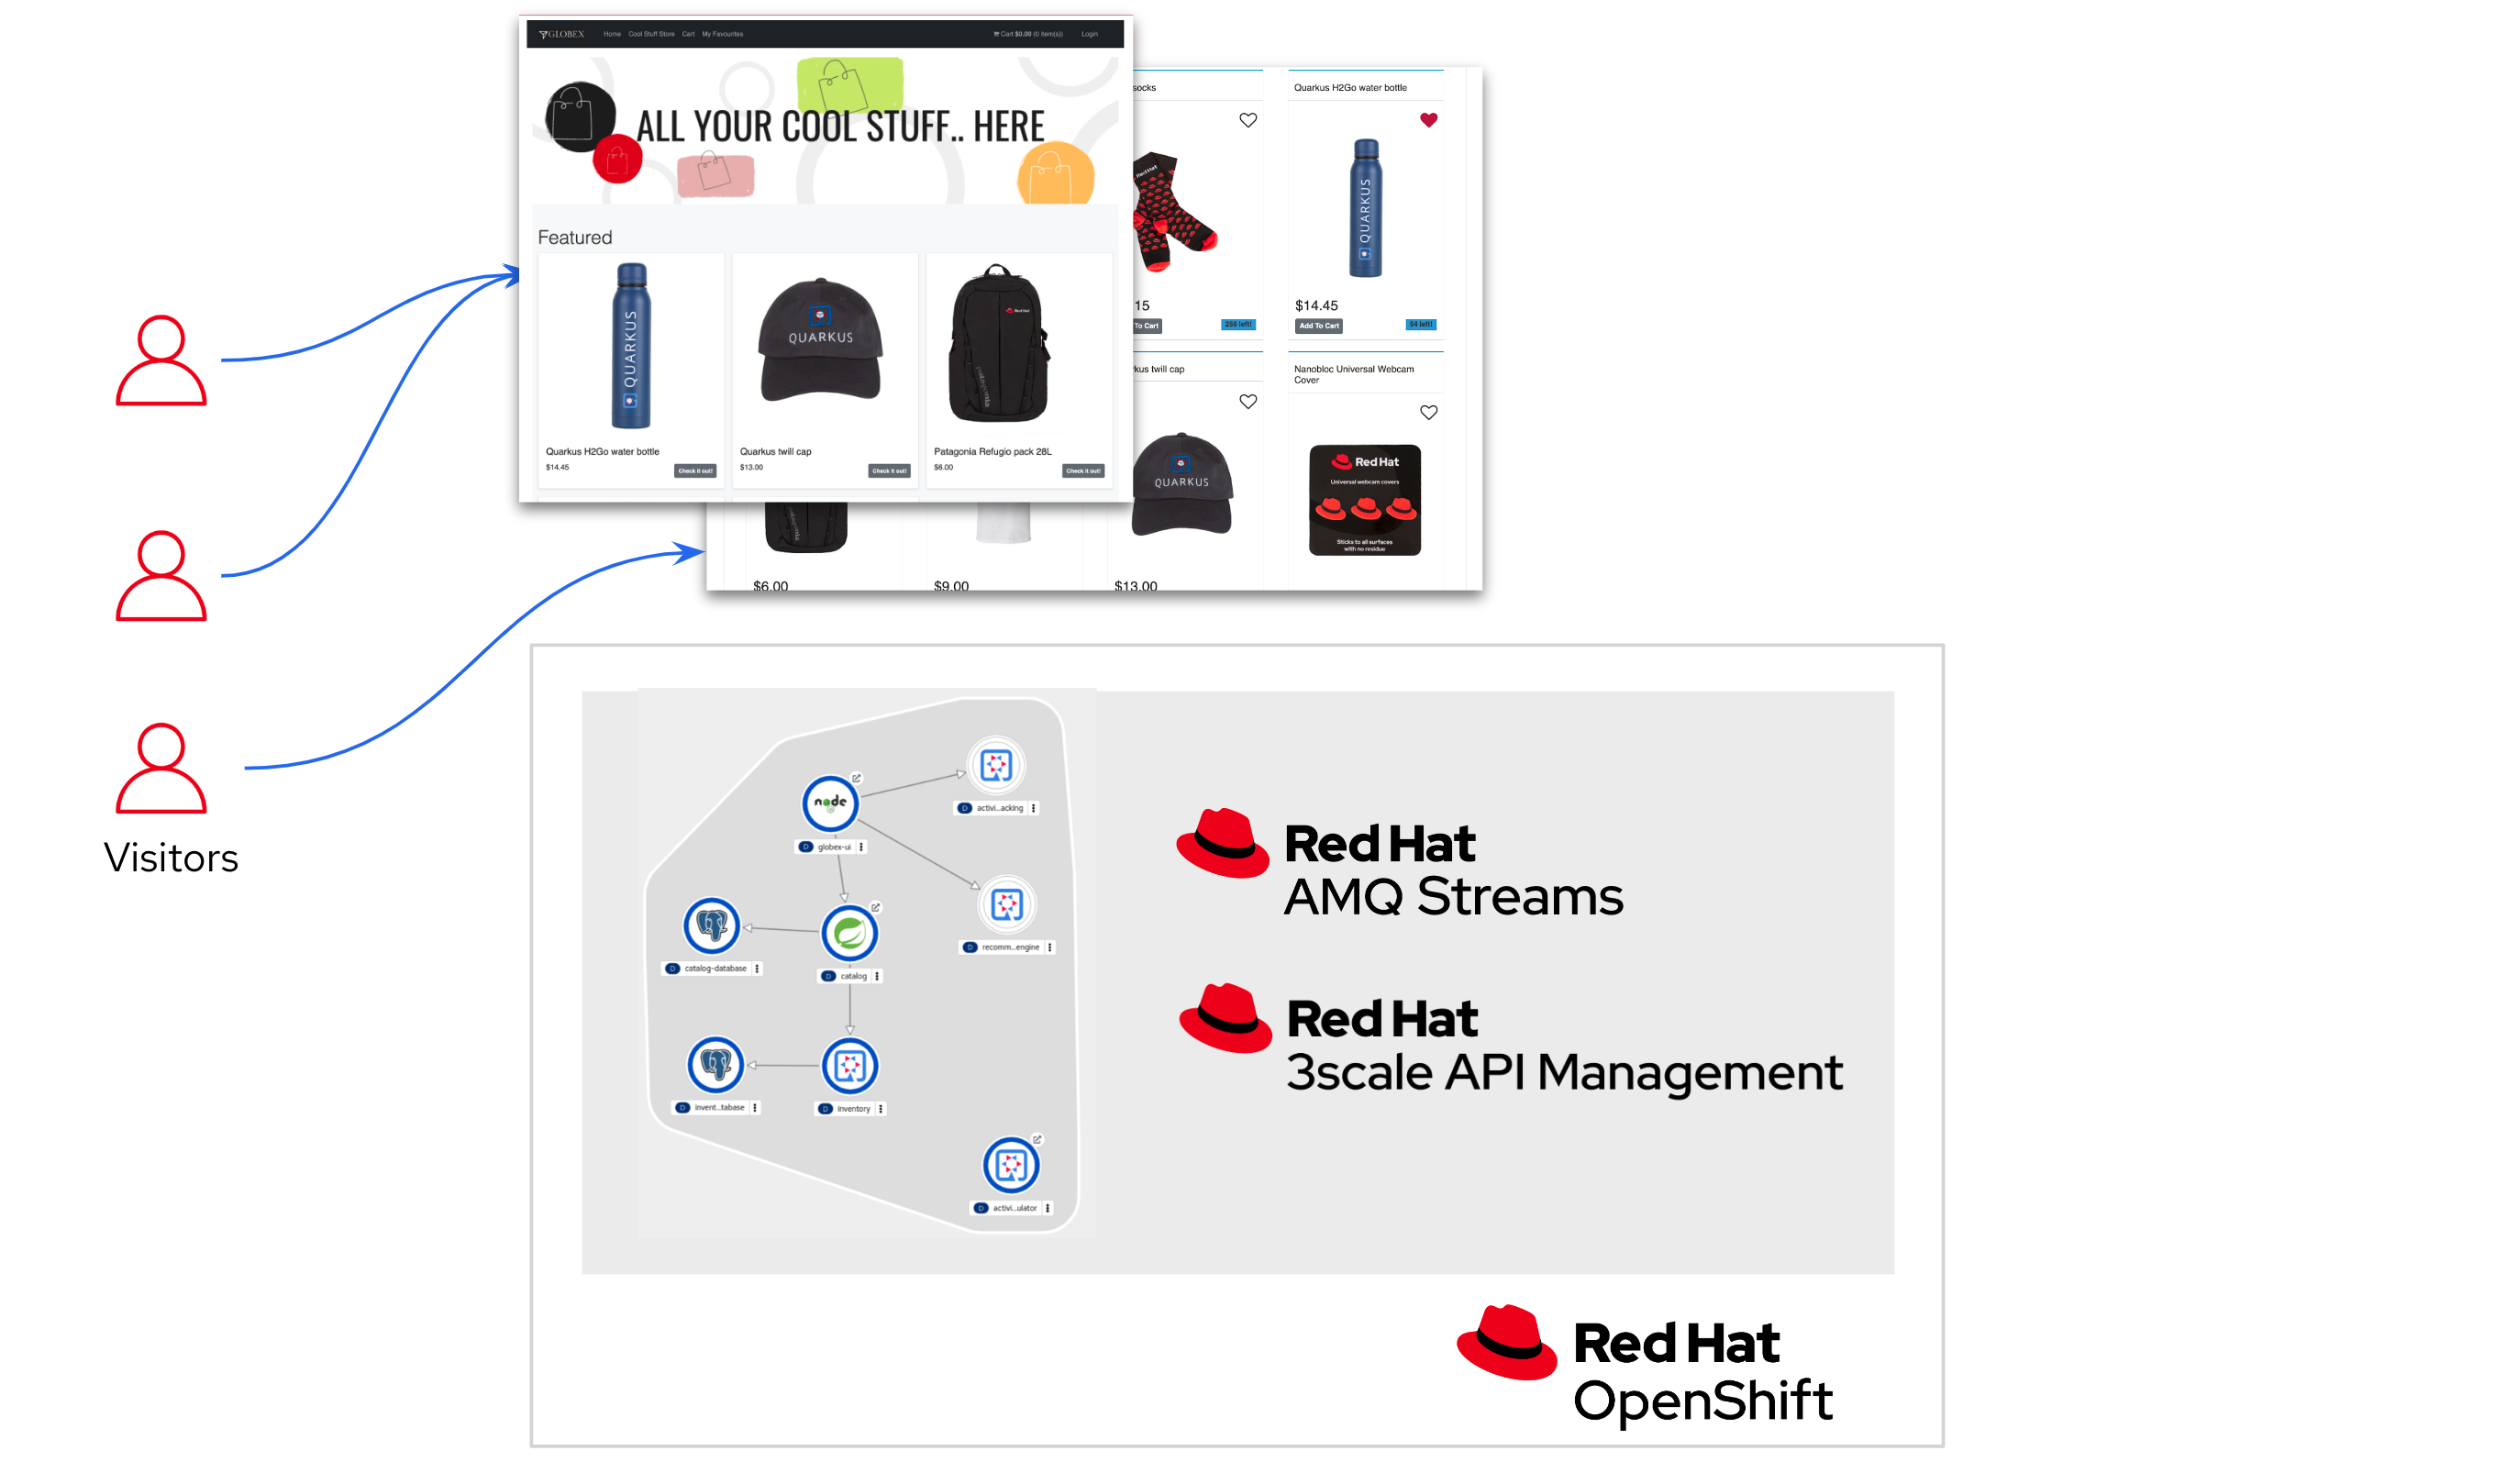 GLOBEX Home Cool Stuff Store Cart My Favourites Cart $0.00 (0 item(s)) Login
ALL YOUR COOL STUFF.. HERE
Featured
QUARKUS
QUARKUS
Red Hat
patagonia
Quarkus H2Go water bottle
$14.45
Check it out!
Quarkus twill cap
$13.00
Check it out!
Patagonia Refugio pack 28L
$6.00
Check it out!
socks
Red Hat
15
To Cart
256 left!
Quarkus H2Go water bottle
QUARKUS
$14.45
Add To Cart
54 left!
kus twill cap
QUARKUS
Nanobloc Universal Webcam
Cover
Red Hat
Universal webcam covers
Sticks to all surfaces
with no residue
$6.00
$9.00
$13.00
Visitors
node
D globex-ui
D activi...acking
D recomm...engine
D catalog-database
D catalog
D invent...tabase
D inventory
D activi...ulator
Red Hat
AMQ Streams
Red Hat
3scale API Management
Red Hat
OpenShift